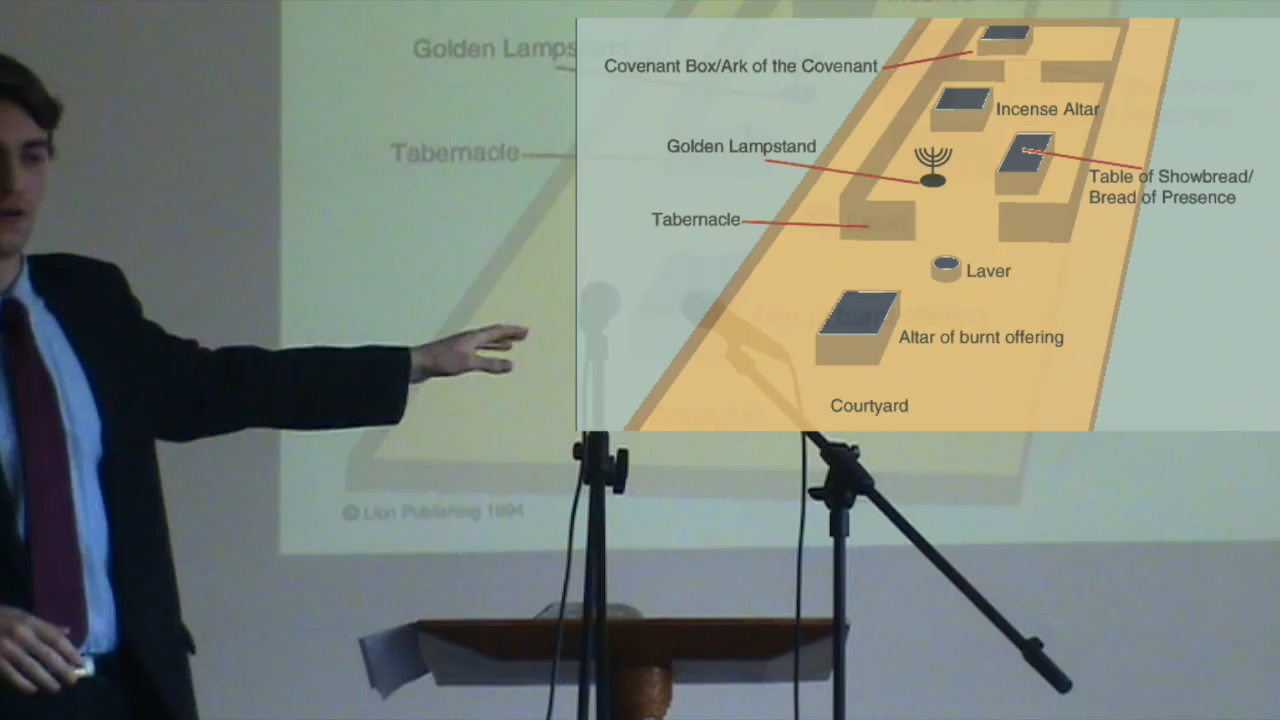 Golden Lamps
Tabernacle
© Lion Publishing 1994
Covenant Box/Ark of the Covenant
Incense Altar
Golden Lampstand
Table of Showbread/
Bread of Presence
Tabernacle
Laver
Altar of burnt offering
Courtyard